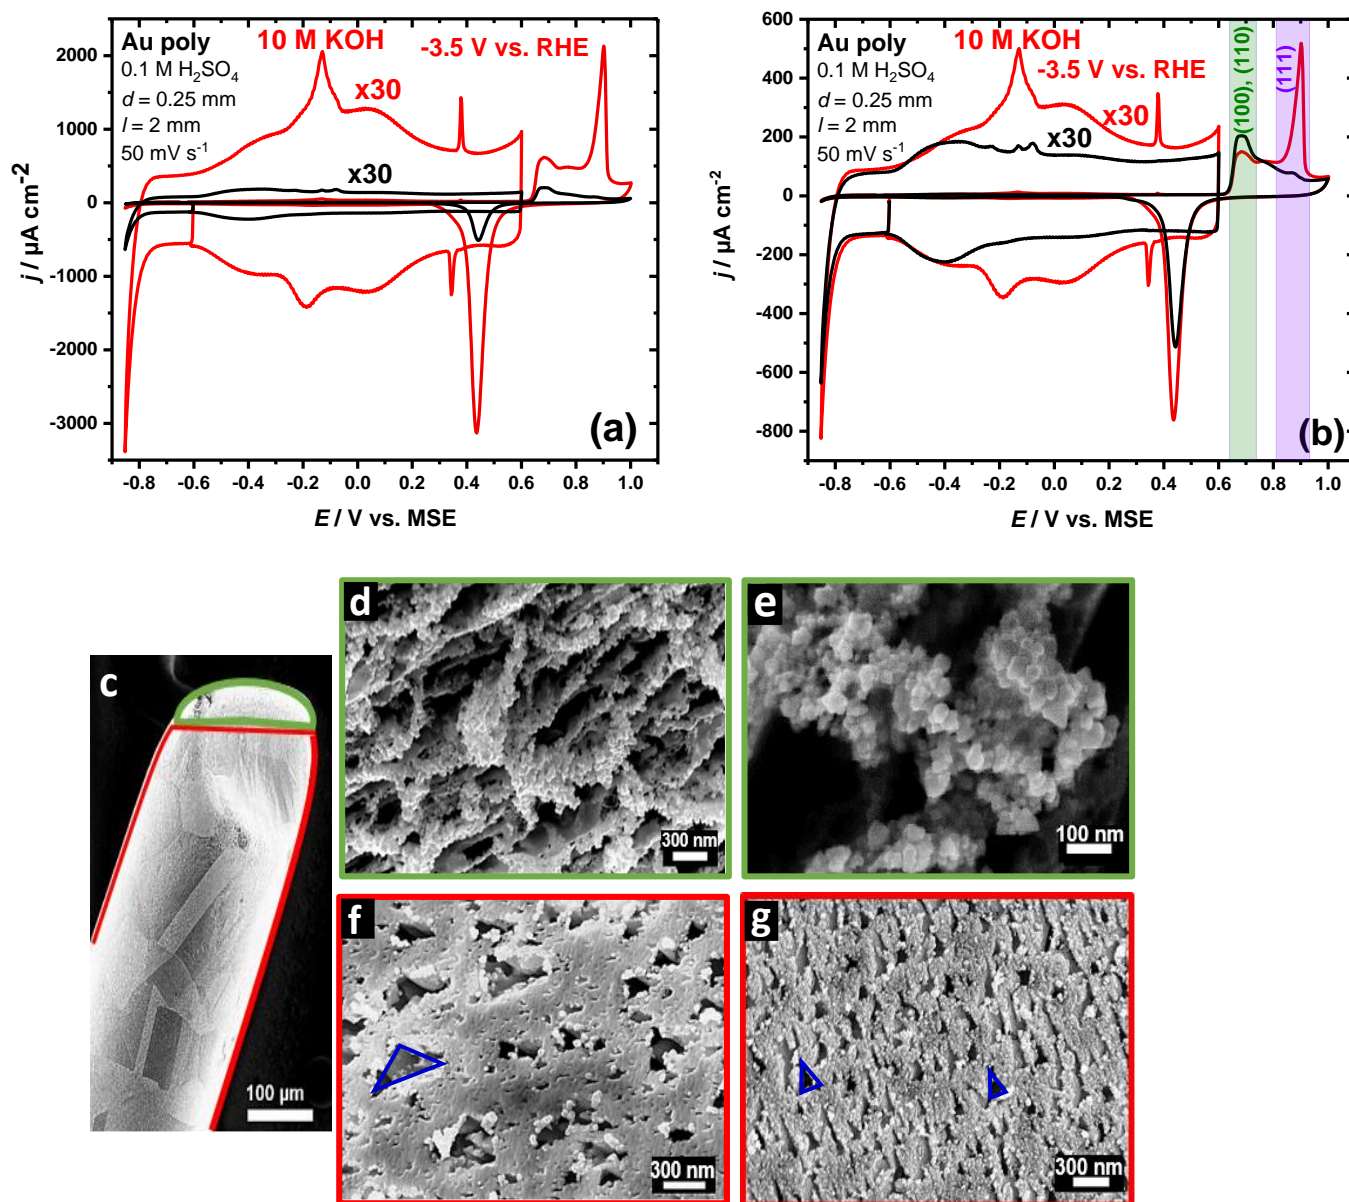 Au poly
0.1 M H₂SO₄
d = 0.25 mm
l = 2 mm
50 mV s⁻¹
10 M KOH
-3.5 V vs. RHE
x30
x30
2000
1000
0
-1000
-2000
-3000
j / µA cm⁻²
-0.8 -0.6 -0.4 -0.2 0.0 0.2 0.4 0.6 0.8 1.0
E / V vs. MSE
(a)
Au poly
0.1 M H₂SO₄
d = 0.25 mm
l = 2 mm
50 mV s⁻¹
10 M KOH
-3.5 V vs. RHE
x30
x30
(100), (110)
(111)
600
400
200
0
-200
-400
-600
-800
j / µA cm⁻²
-0.8 -0.6 -0.4 -0.2 0.0 0.2 0.4 0.6 0.8 1.0
E / V vs. MSE
(b)
c
100 µm
d
300 nm
e
100 nm
f
300 nm
g
300 nm